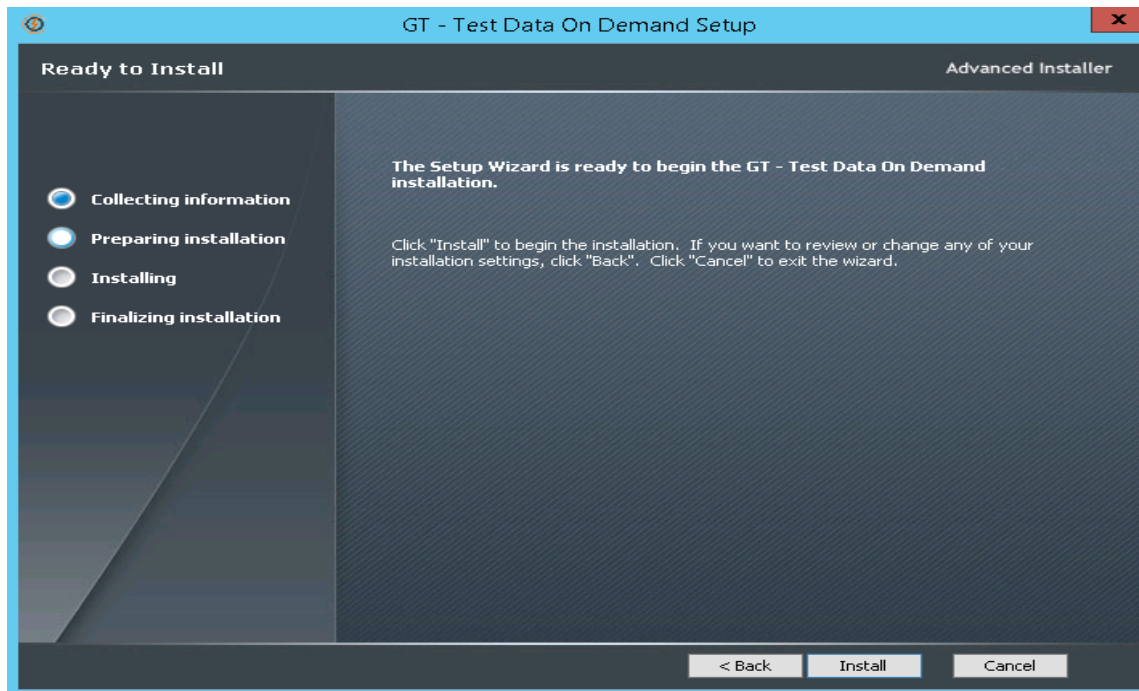 GT - Test Data On Demand Setup
x
Ready to Install
Advanced Installer
The Setup Wizard is ready to begin the GT - Test Data On Demand
installation.
Collecting information
Preparing installation
Installing
Finalizing installation
Click "Install" to begin the installation. If you want to review or change any of your
installation settings, click "Back". Click "Cancel" to exit the wizard.
< Back
Install
Cancel